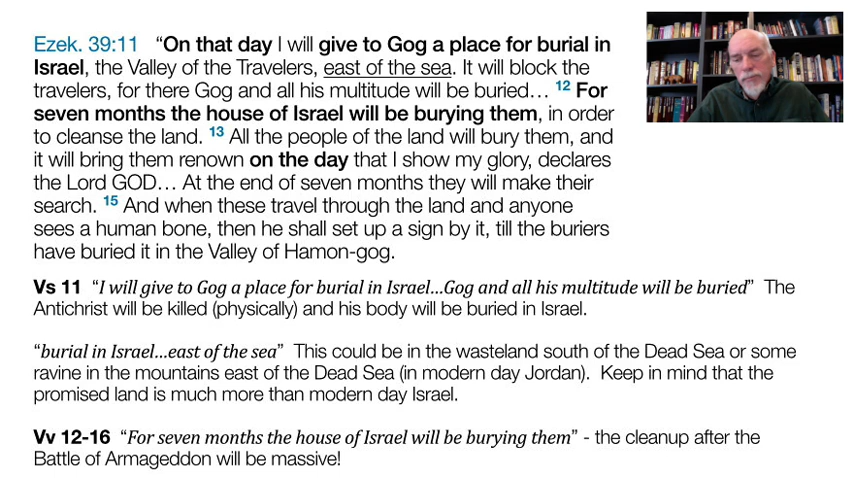 Ezek. 39:11 “On that day I will give to Gog a place for burial in
Israel, the Valley of the Travelers, east of the sea. It will block the
travelers, for there Gog and all his multitude will be buried… 12 For
seven months the house of Israel will be burying them, in order
to cleanse the land. 13 All the people of the land will bury them, and
it will bring them renown on the day that I show my glory, declares
the Lord GOD… At the end of seven months they will make their
search. 15 And when these travel through the land and anyone
sees a human bone, then he shall set up a sign by it, till the buriers
have buried it in the Valley of Hamon-gog.
Vs 11 “I will give to Gog a place for burial in Israel…Gog and all his multitude will be buried” The
Antichrist will be killed (physically) and his body will be buried in Israel.
“burial in Israel…east of the sea” This could be in the wasteland south of the Dead Sea or some
ravine in the mountains east of the Dead Sea (in modern day Jordan). Keep in mind that the
promised land is much more than modern day Israel.
Vv 12-16 “For seven months the house of Israel will be burying them” - the cleanup after the
Battle of Armageddon will be massive!